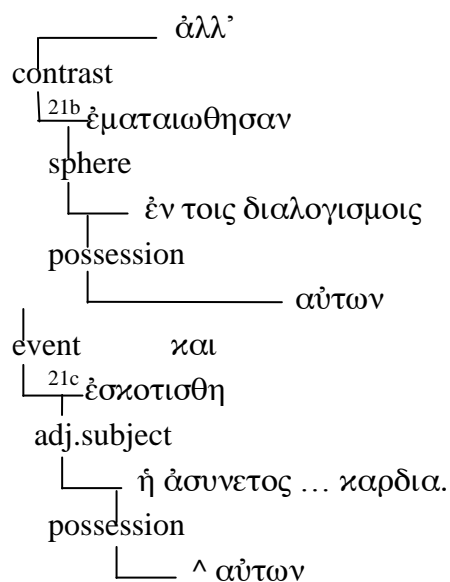 ἀλλ’
contrast
21b ἐματαιωθησαν
sphere
ἐν τοις διαλογισμοις
possession
αὐτων
event ϰαι
21c ἐσϰοτισθη
adj.subject
ἡ ἀσυνετος … ϰαρδια.
possession
^ αὐτων